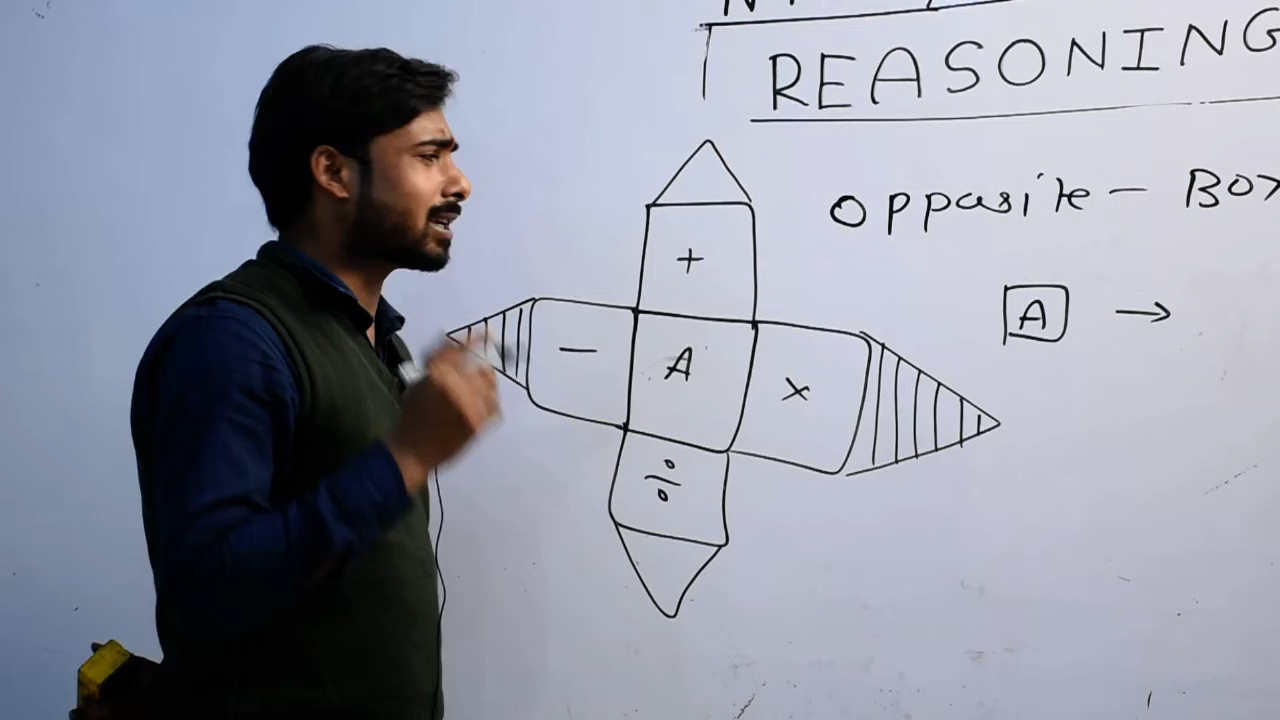 REASONING
opposite - BOX
+
- A ×
÷
A →